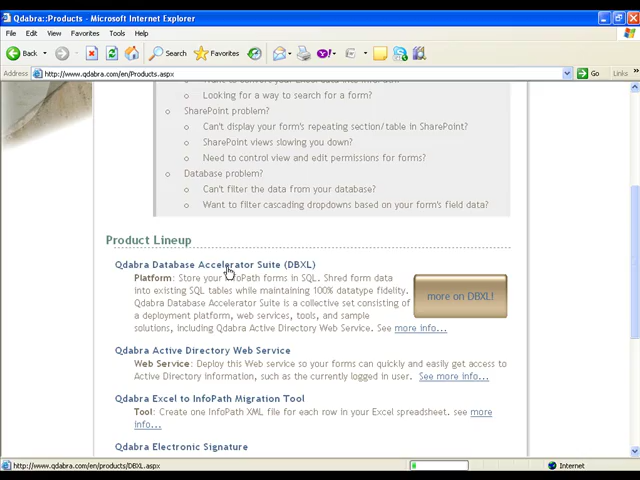 Qdabra::Products - Microsoft Internet Explorer
File Edit View Favorites Tools Help
Back Search Favorites
Address http://www.qdabra.com/en/Products.aspx Go Links »
Looking for a way to search for a form?
SharePoint problem?
Can't display your form's repeating section/table in SharePoint?
SharePoint views slowing you down?
Need to control view and edit permissions for forms?
Database problem?
Can't filter the data from your database?
Want to filter cascading dropdowns based on your form's field data?
Product Lineup
Qdabra Database Accelerator Suite (DBXL)
Platform: Store your InfoPath forms in SQL. Shred form data
into existing SQL tables while maintaining 100% datatype fidelity.
Qdabra Database Accelerator Suite is a collective set consisting of
a deployment platform, web services, tools, and sample
solutions, including Qdabra Active Directory Web Service. See more info...
more on DBXL!
Qdabra Active Directory Web Service
Web Service: Deploy this Web service so your forms can quickly and easily get access to
Active Directory information, such as the currently logged in user. See more info...
Qdabra Excel to InfoPath Migration Tool
Tool: Create one InfoPath XML file for each row in your Excel spreadsheet. see more
info...
Qdabra Electronic Signature
http://www.qdabra.com/en/products/DBXL.aspx Internet